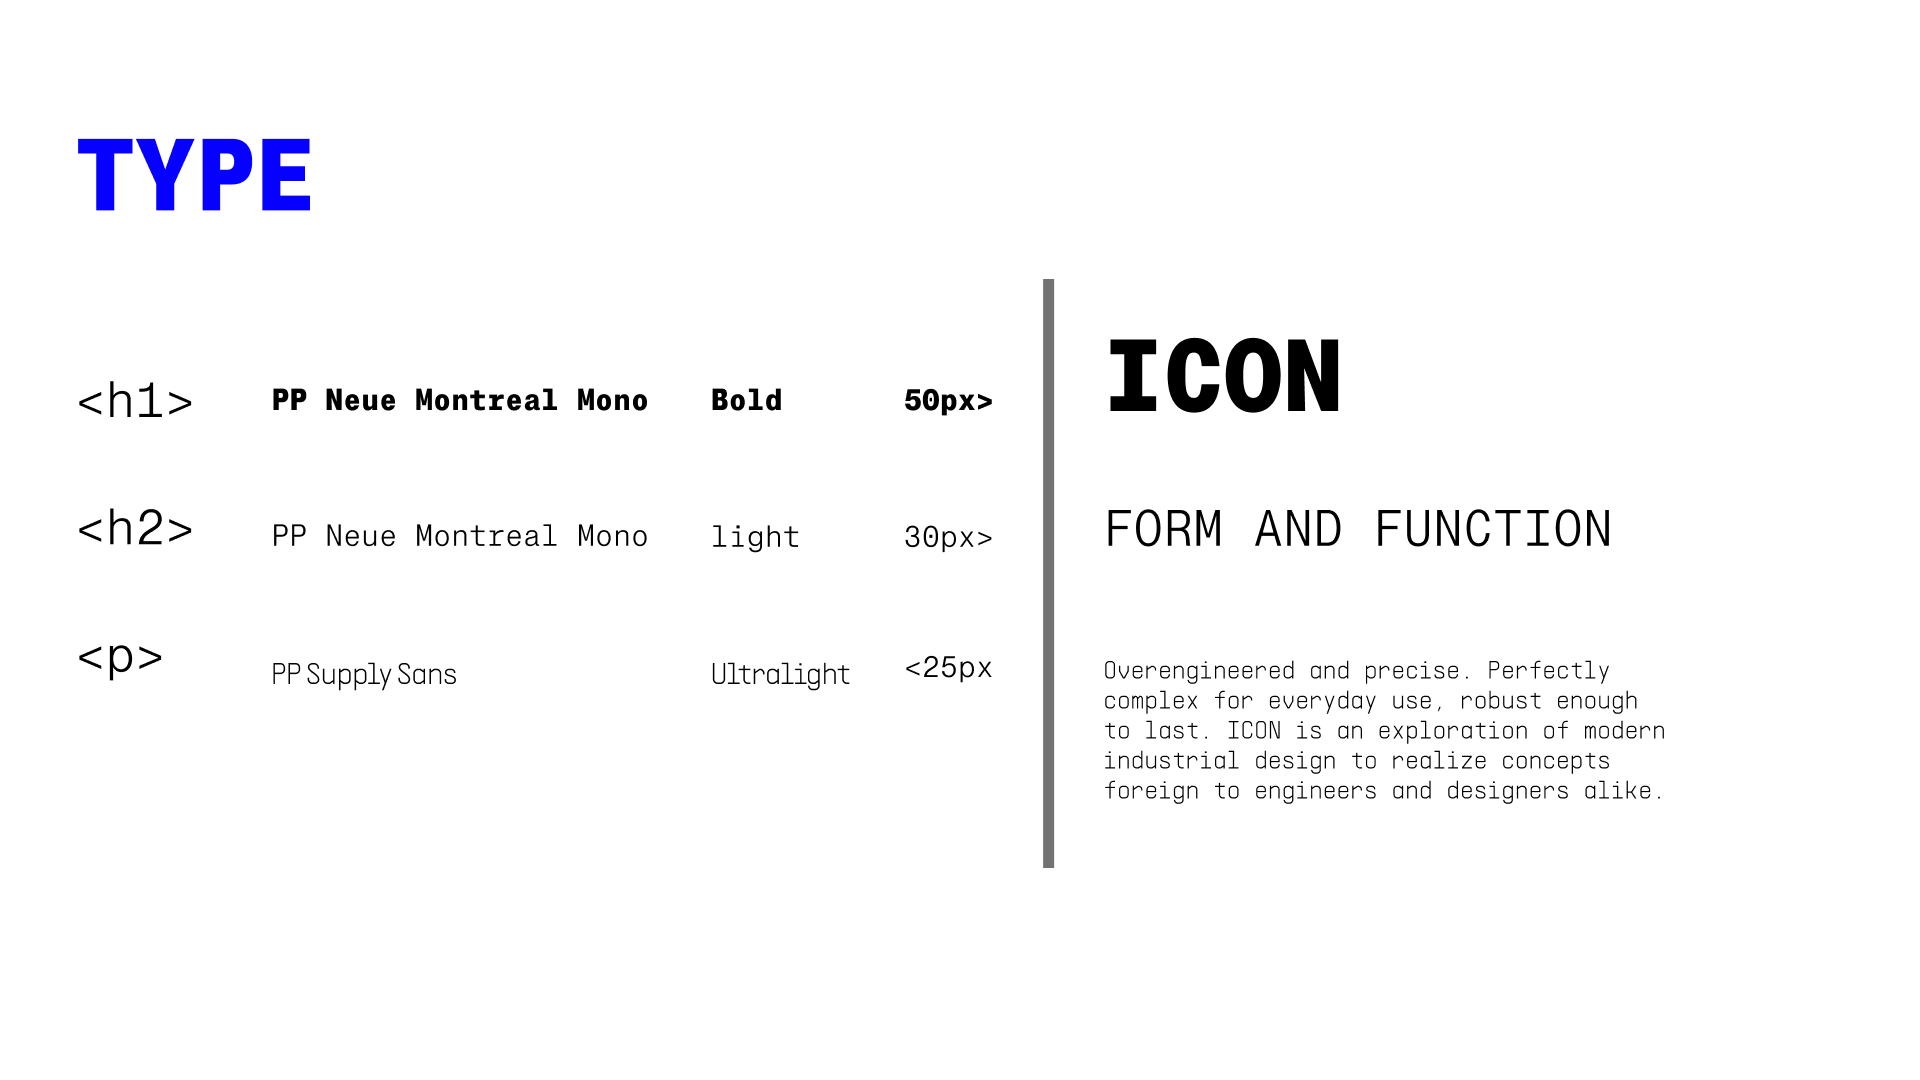 TYPE
<h1> PP Neue Montreal Mono Bold 50px>
<h2> PP Neue Montreal Mono light 30px>
<p> PP Supply Sans Ultralight <25px
ICON
FORM AND FUNCTION
Overengineered and precise. Perfectly
complex for everyday use, robust enough
to last. ICON is an exploration of modern
industrial design to realize concepts
foreign to engineers and designers alike.